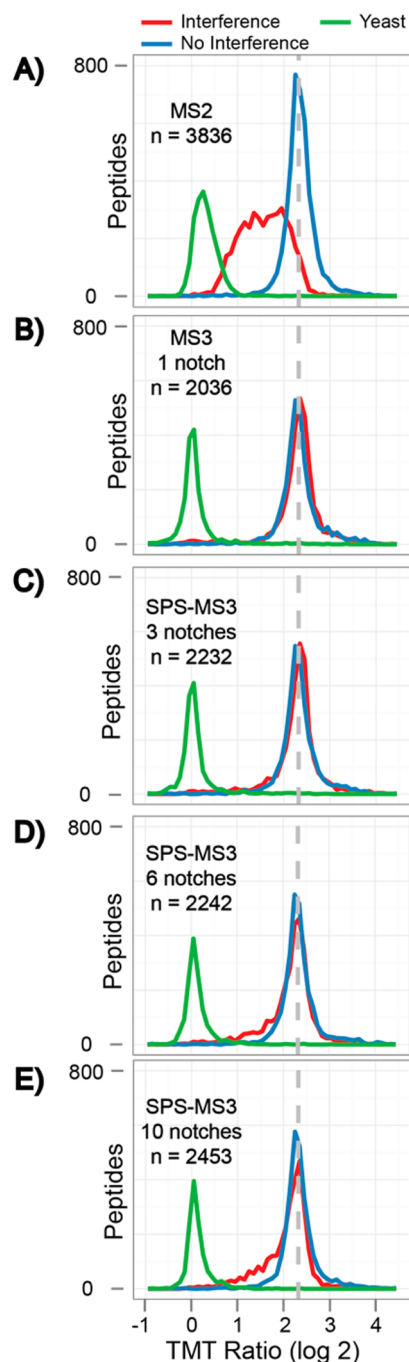 Interference
Yeast
No Interference
A)
800
MS2
n = 3836
Peptides
0
B)
800
MS3
1 notch
n = 2036
Peptides
0
C)
800
SPS-MS3
3 notches
n = 2232
Peptides
0
D)
800
SPS-MS3
6 notches
n = 2242
Peptides
0
E)
800
SPS-MS3
10 notches
n = 2453
Peptides
0
-1 0 1 2 3 4
TMT Ratio (log 2)